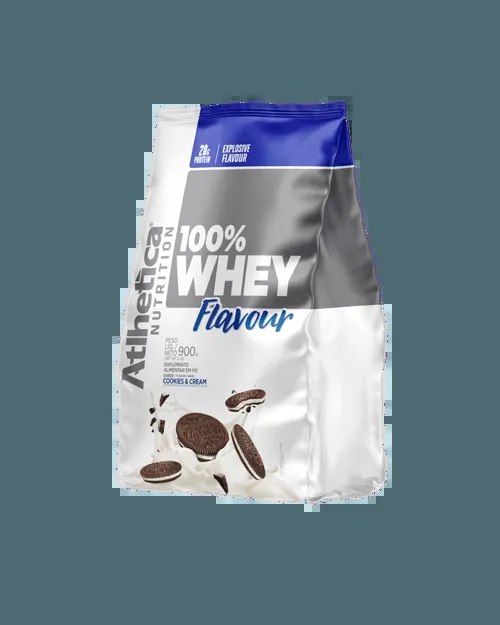 20g
PROTEIN
EXPLOSIVE
FLAVOUR
Atlhetica
NUTRITION
100%
WHEY
Flavour
PESO
LÍQ. /
NETO 900g
SUPLEMENTO
ALIMENTAR EM PÓ
COOKIES & CREAM